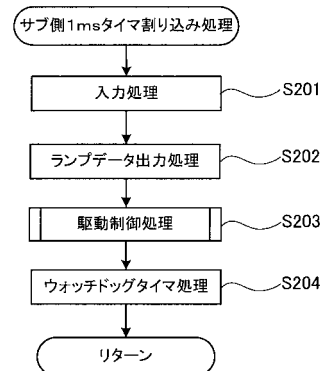 サブ側1msタイマ割り込み処理
入力処理
S201
ランプデータ出力処理
S202
駆動制御処理
S203
ウォッチドッグタイマ処理
S204
リターン